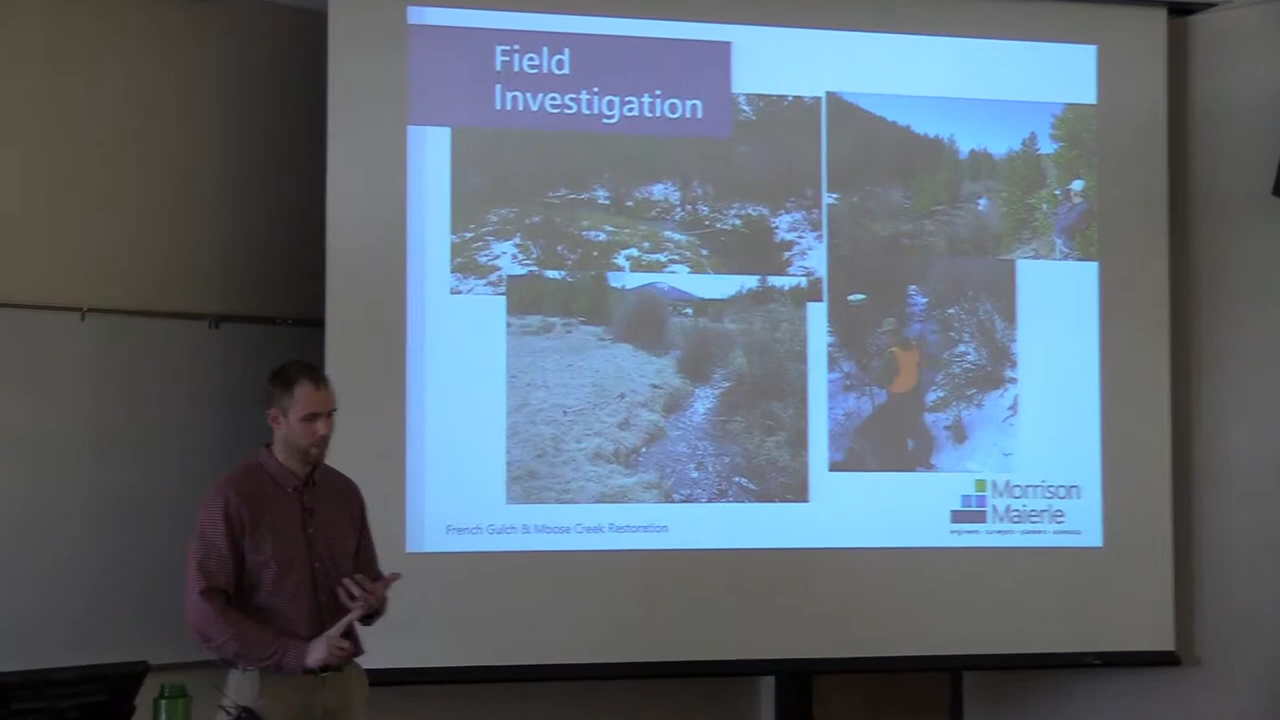 Field
Investigation
French Gulch & Moose Creek Restoration
Morrison
Maierle
engineers - surveyors - planners - scientists